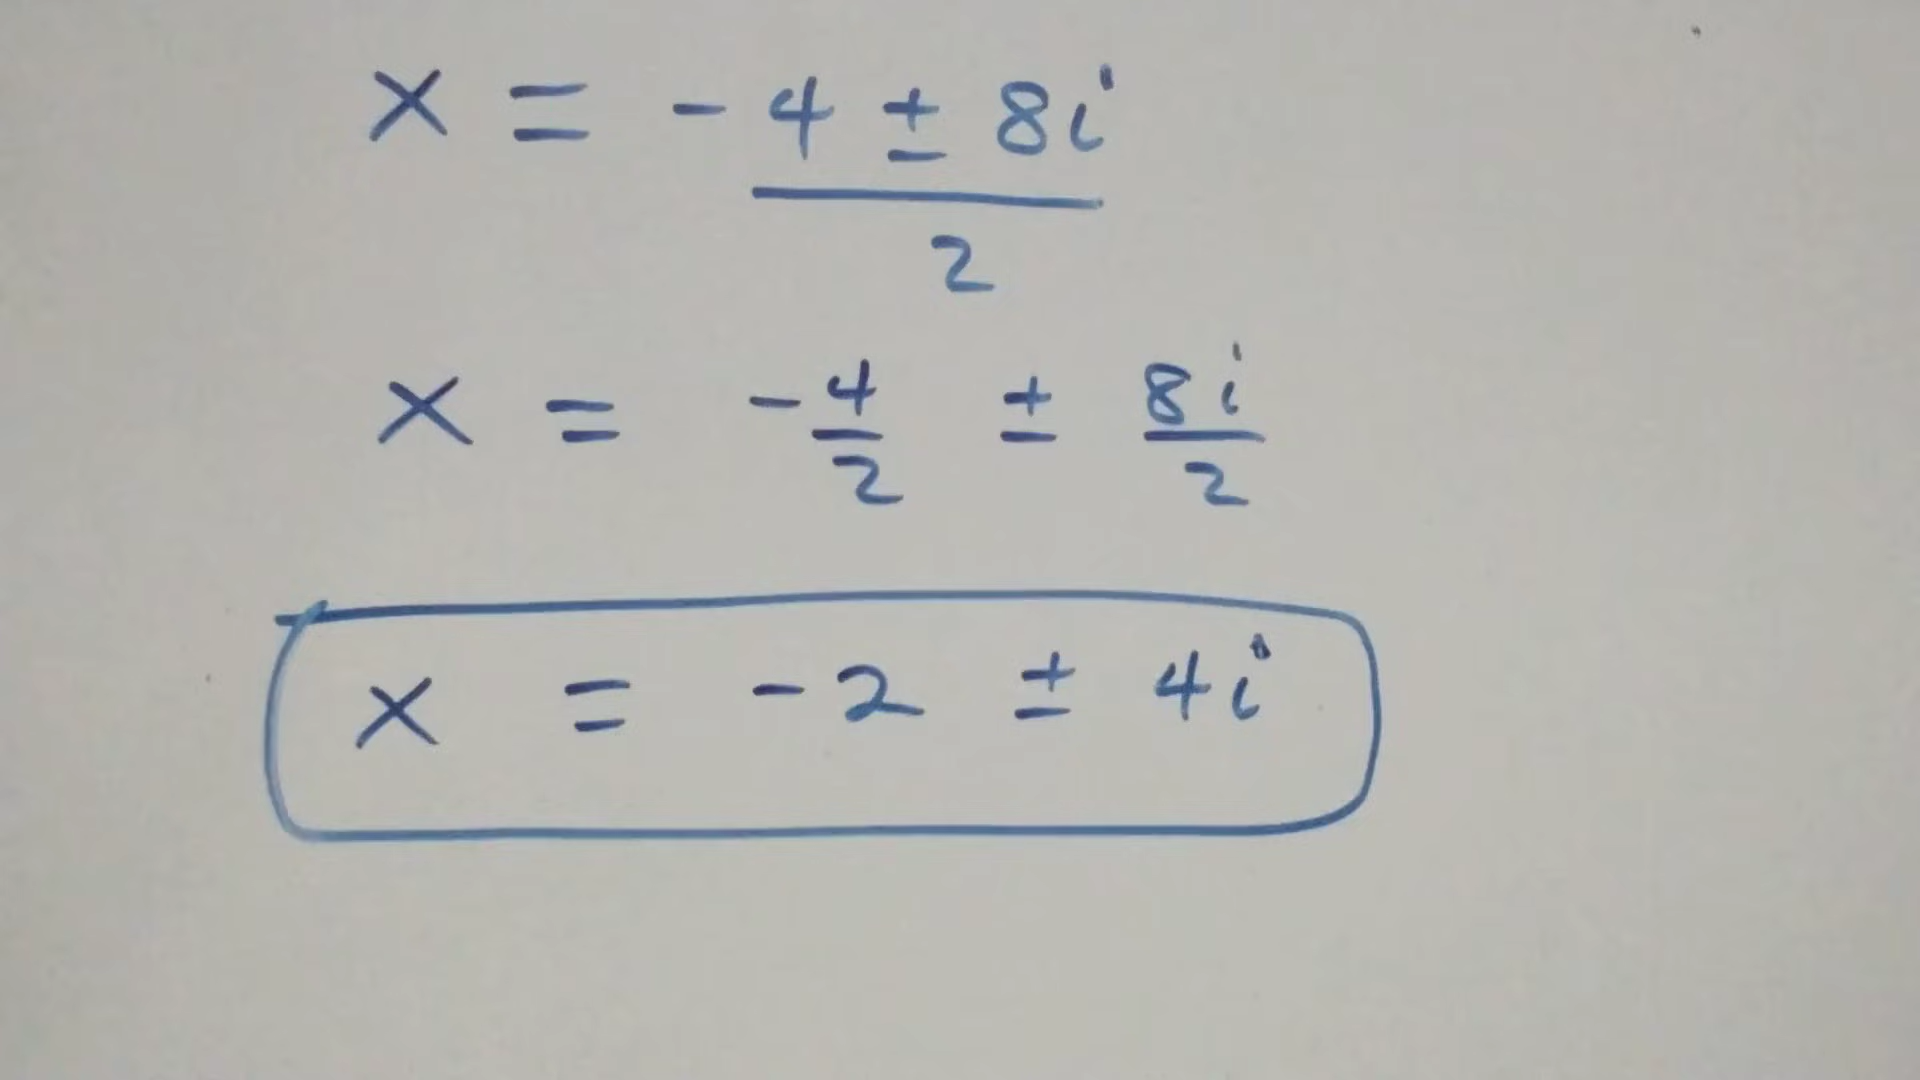 x = -4 ± 8i
2
x = -4/2 ± 8i/2
x = -2 ± 4i